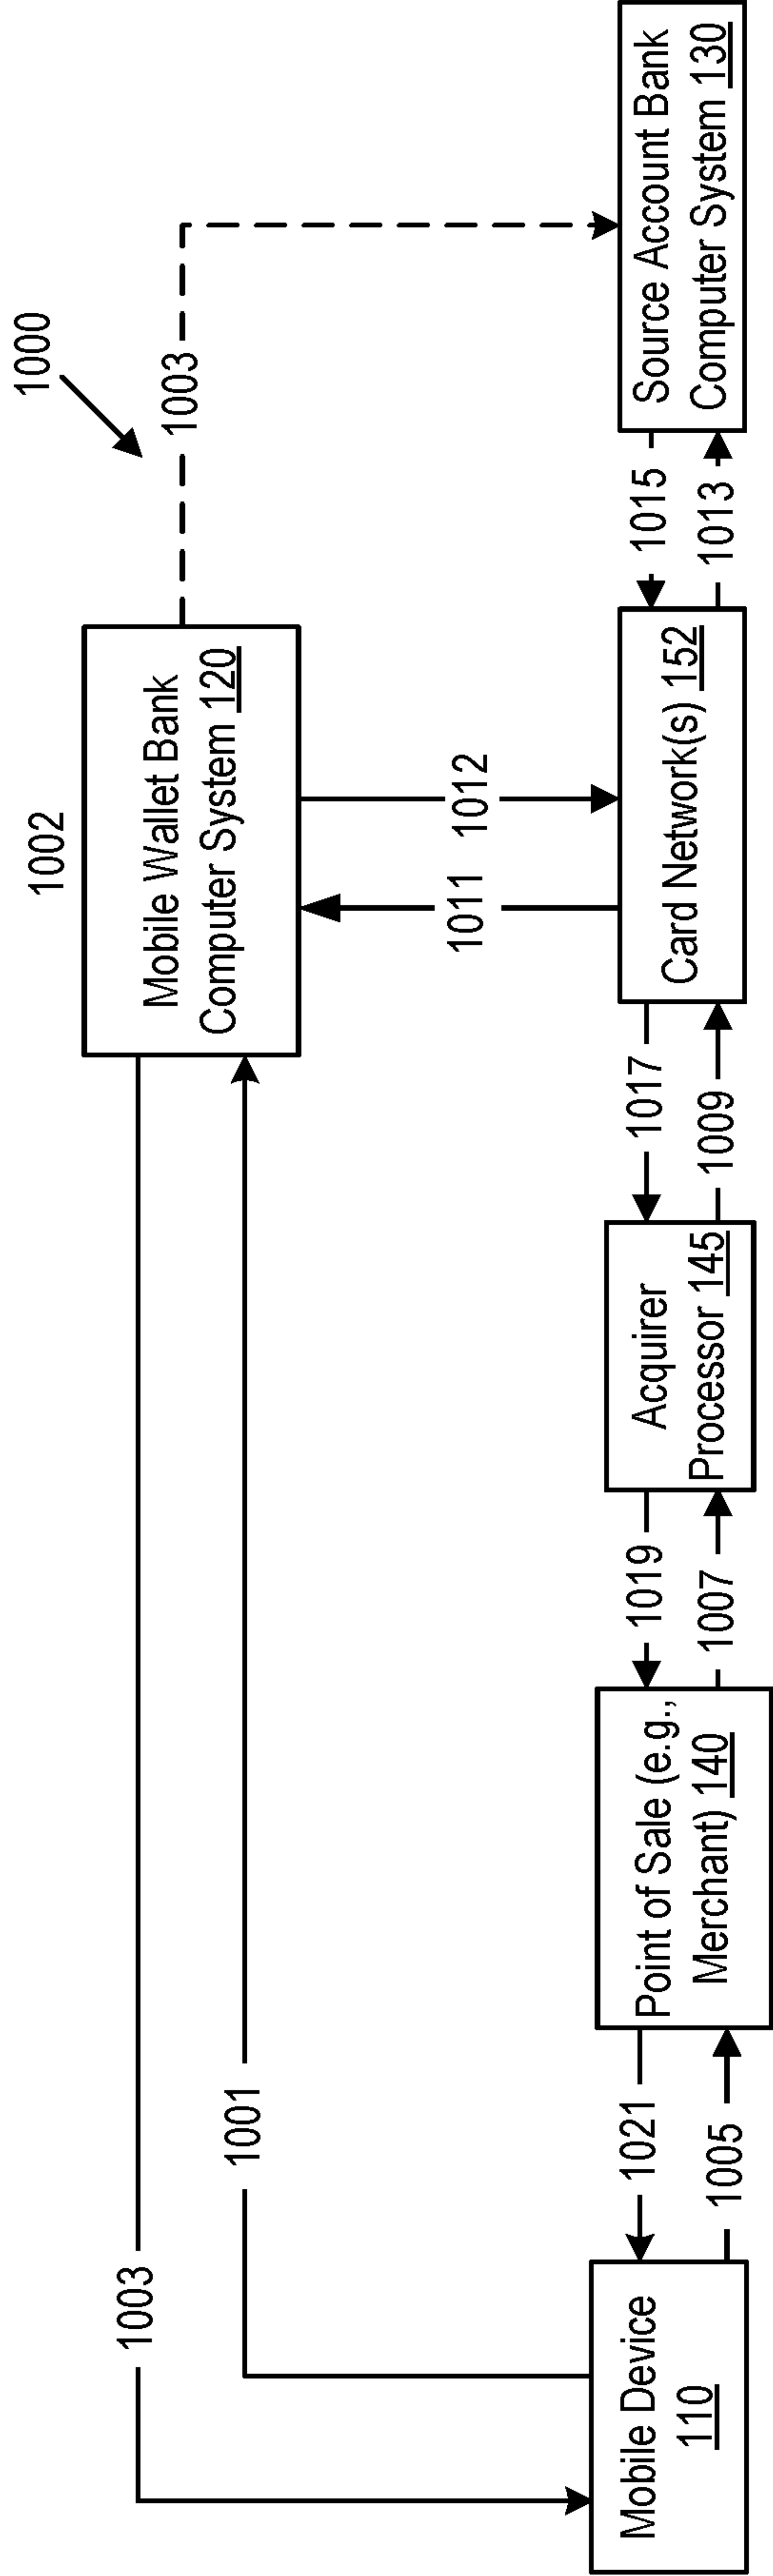 1000
1002
1003
1003
1001
Mobile Wallet Bank
Computer System 120
1011
1012
Mobile Device
110
1021
1005
Point of Sale (e.g.,
Merchant) 140
1019
1007
Acquirer
Processor 145
1017
1009
Card Network(s) 152
1015
1013
Source Account Bank
Computer System 130